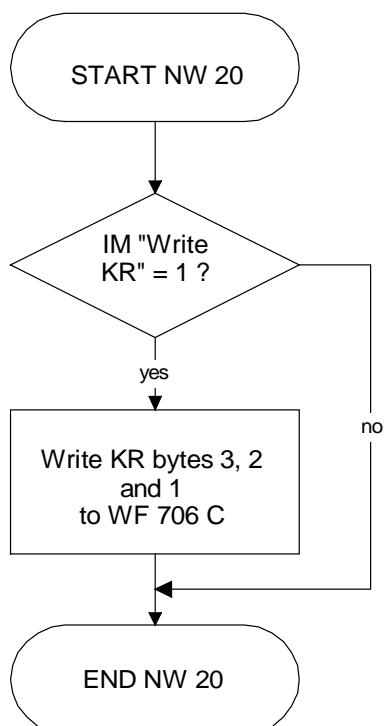 START NW 20
IM "Write
KR" = 1 ?
yes
no
Write KR bytes 3, 2
and 1
to WF 706 C
END NW 20